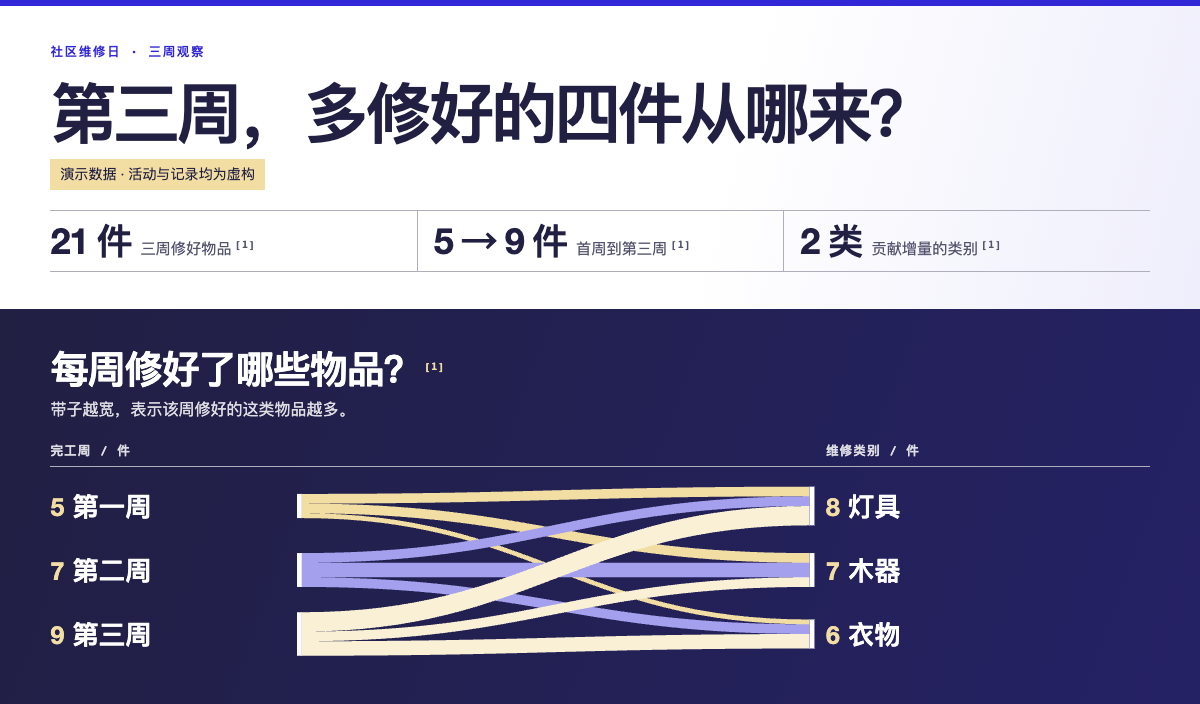 社区维修日 · 三周观察
第三周，多修好的四件从哪来？
演示数据 · 活动与记录均为虚构
21 件 三周修好物品 [1]
5→9 件 首周到第三周 [1]
2 类 贡献增量的类别 [1]
每周修好了哪些物品？ [1]
带子越宽，表示该周修好的这类物品越多。
完工周 / 件
维修类别 / 件
5 第一周
8 灯具
7 第二周
7 木器
9 第三周
6 衣物